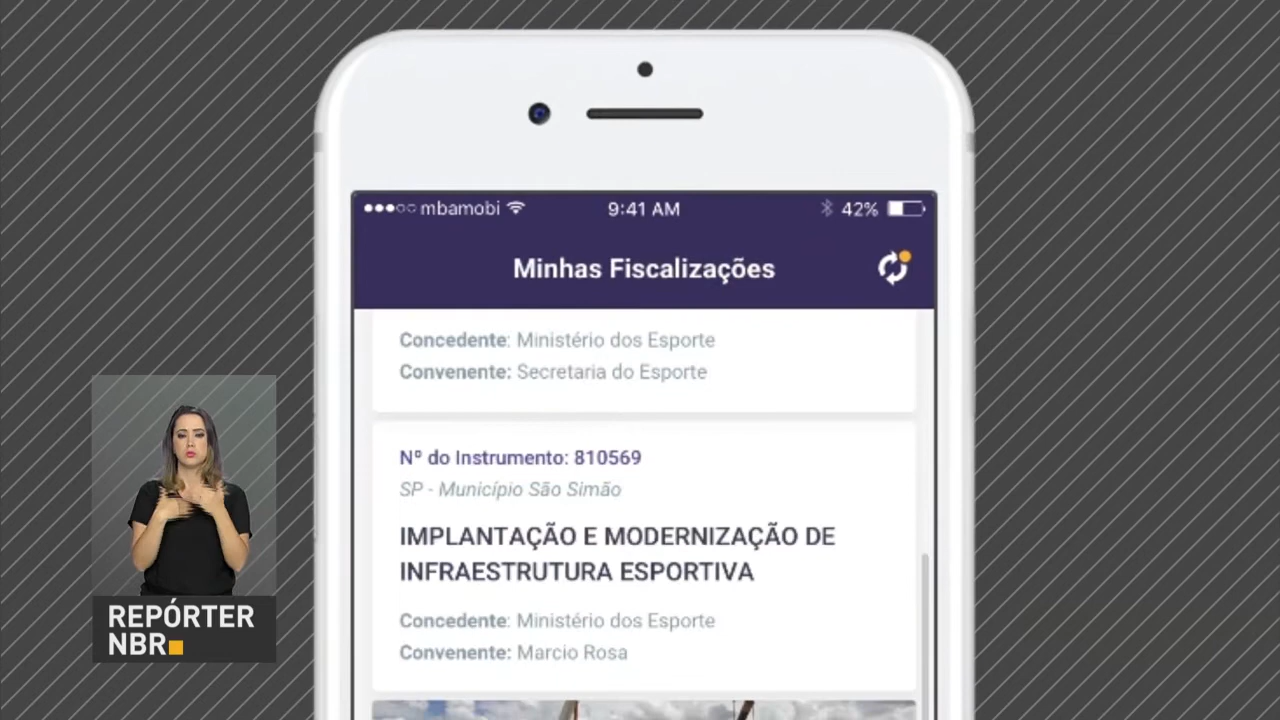 mbamobi
9:41 AM
42%
Minhas Fiscalizações
Concedente: Ministério dos Esporte
Convenente: Secretaria do Esporte
Nº do Instrumento: 810569
SP - Município São Simão
IMPLANTAÇÃO E MODERNIZAÇÃO DE
INFRAESTRUTURA ESPORTIVA
Concedente: Ministério dos Esporte
Convenente: Marcio Rosa
REPÓRTER
NBR